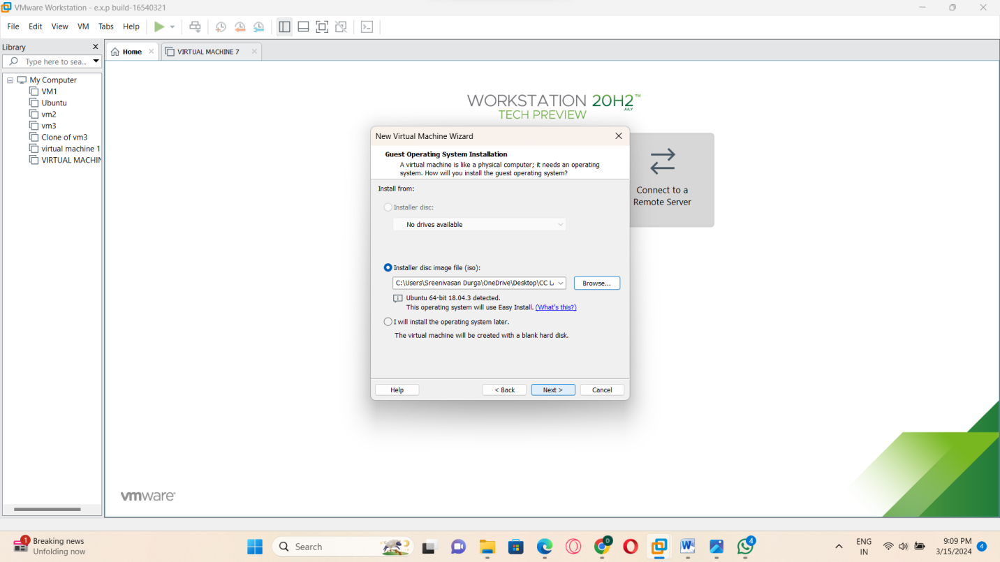 VMware Workstation - e.x.p build-16540321
File Edit View VM Tabs Help
Library
Type here to sea...
My Computer
VM1
Ubuntu
vm2
vm3
Clone of vm3
virtual machine 1
VIRTUAL MACHIN
Home
VIRTUAL MACHINE 7
WORKSTATION 20H2™
JULY
TECH PREVIEW
Connect to a
Remote Server
New Virtual Machine Wizard
Guest Operating System Installation
A virtual machine is like a physical computer; it needs an operating
system. How will you install the guest operating system?
Install from:
Installer disc:
No drives available
Installer disc image file (iso):
C:\Users\Sreenivasan Durga\OneDrive\Desktop\CC L
Browse...
Ubuntu 64-bit 18.04.3 detected.
This operating system will use Easy Install. (What's this?)
I will install the operating system later.
The virtual machine will be created with a blank hard disk.
Help
< Back
Next >
Cancel
vmware®
1
Breaking news
Unfolding now
Search
D
4
ENG
IN
9:09 PM
3/15/2024
4